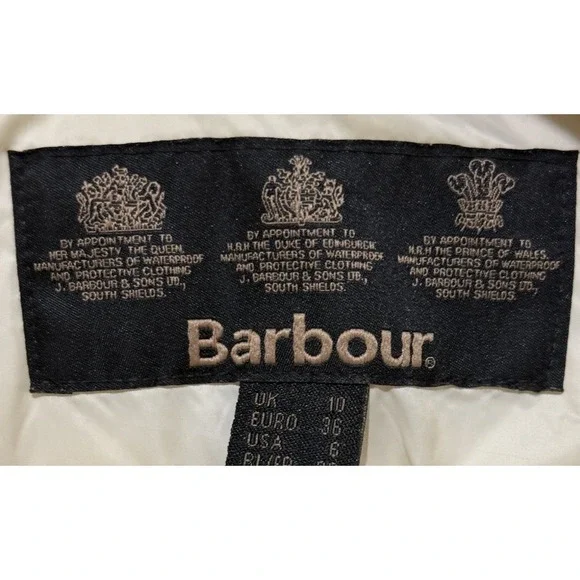 BY APPOINTMENT TO
HER MAJESTY THE QUEEN
MANUFACTURERS OF WATERPROOF
AND PROTECTIVE CLOTHING
J. BARBOUR & SONS LTD.,
SOUTH SHIELDS.
BY APPOINTMENT TO
H.R.H THE DUKE OF EDINBURGH
MANUFACTURERS OF WATERPROOF
AND PROTECTIVE CLOTHING
J. BARBOUR & SONS LTD.,
SOUTH SHIELDS.
BY APPOINTMENT TO
H.R.H THE PRINCE OF WALES
MANUFACTURERS OF WATERPROOF
AND PROTECTIVE CLOTHING
J. BARBOUR & SONS LTD.,
SOUTH SHIELDS.
Barbour®
UK 10
EURO 36
USA 6